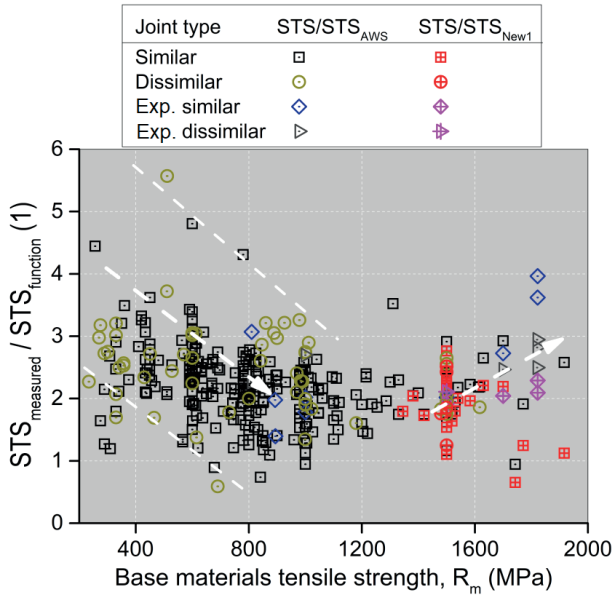 Joint type STS/STS_AWS STS/STS_New1
Similar
Dissimilar
Exp. similar
Exp. dissimilar
6
5
4
3
2
1
0
STS_measured / STS_function (1)
400 800 1200 1600 2000
Base materials tensile strength, R_m (MPa)